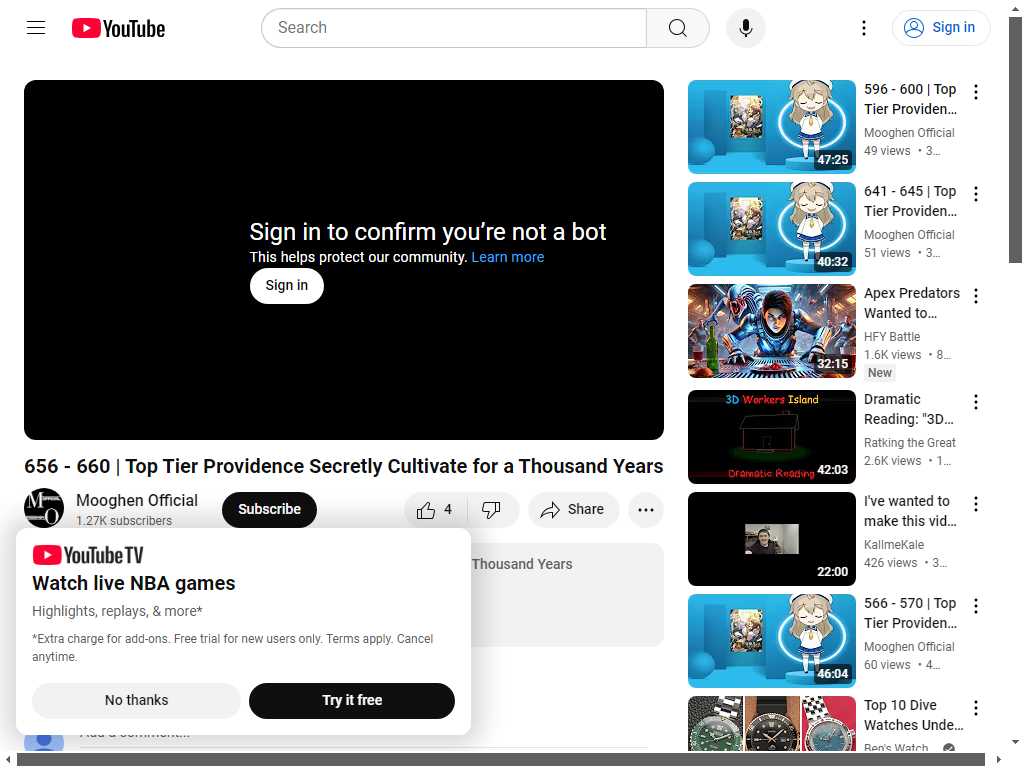 YouTube
Search
Sign in
Sign in to confirm you're not a bot
This helps protect our community. Learn more
Sign in
656 - 660 | Top Tier Providence Secretly Cultivate for a Thousand Years
Mooghen Official
1.27K subscribers
Subscribe
4
Share
Thousand Years
YouTube TV
Watch live NBA games
Highlights, replays, & more*
*Extra charge for add-ons. Free trial for new users only. Terms apply. Cancel
anytime.
No thanks
Try it free
Add a comment...
596 - 600 | Top
Tier Providen...
Mooghen Official
49 views • 3...
47:25
641 - 645 | Top
Tier Providen...
Mooghen Official
51 views • 3...
40:32
Apex Predators
Wanted to...
HFY Battle
1.6K views • 8...
New
32:15
3D Workers Island
Dramatic Reading
42:03
Dramatic
Reading: "3D...
Ratking the Great
2.6K views • 1...
I've wanted to
make this vid...
KallmeKale
426 views • 3...
22:00
566 - 570 | Top
Tier Providen...
Mooghen Official
60 views • 4...
46:04
Top 10 Dive
Watches Unde...
Ben's Watch